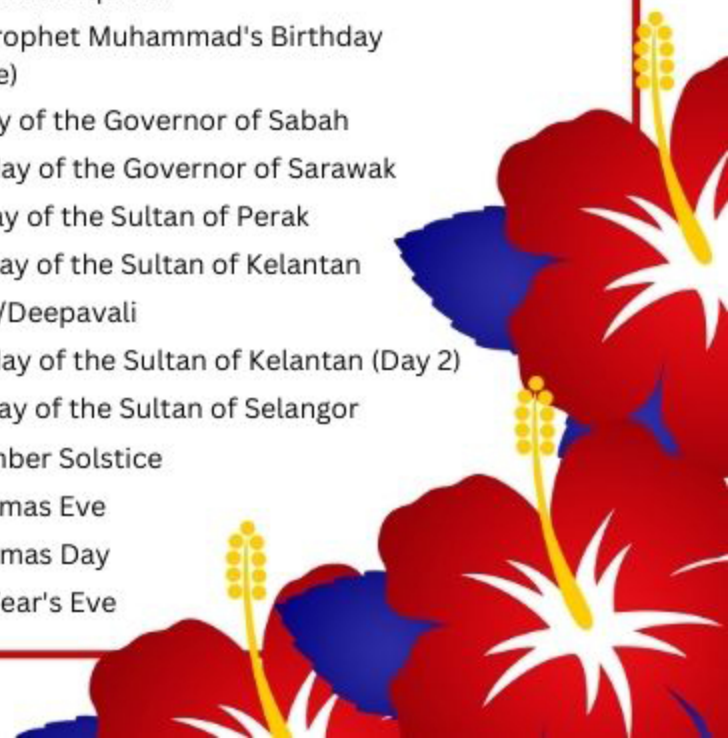 rophet Muhammad's Birthday
e)
y of the Governor of Sabah
ay of the Governor of Sarawak
ay of the Sultan of Perak
ay of the Sultan of Kelantan
/Deepavali
day of the Sultan of Kelantan (Day 2)
ay of the Sultan of Selangor
nber Solstice
mas Eve
mas Day
ear's Eve